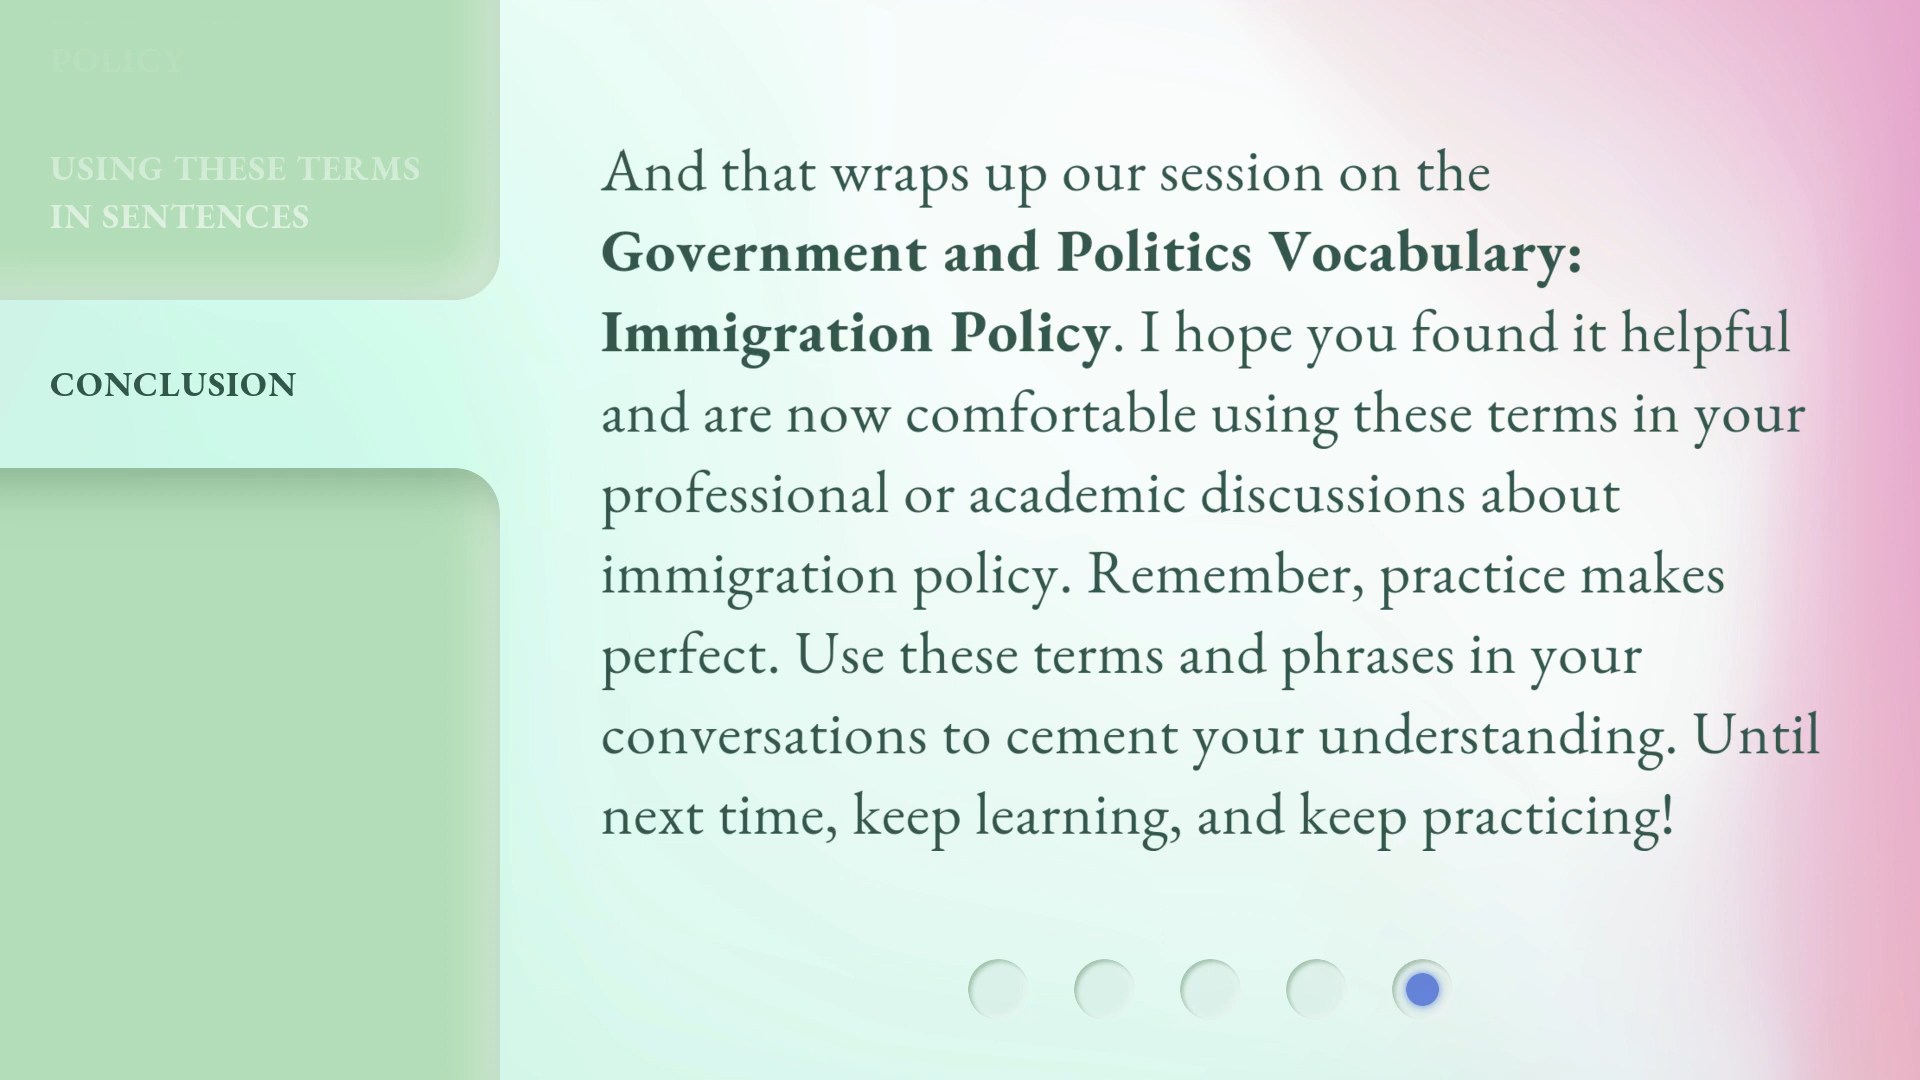 POLICY
USING THESE TERMS
IN SENTENCES
CONCLUSION
And that wraps up our session on the
Government and Politics Vocabulary:
Immigration Policy. I hope you found it helpful
and are now comfortable using these terms in your
professional or academic discussions about
immigration policy. Remember, practice makes
perfect. Use these terms and phrases in your
conversations to cement your understanding. Until
next time, keep learning, and keep practicing!